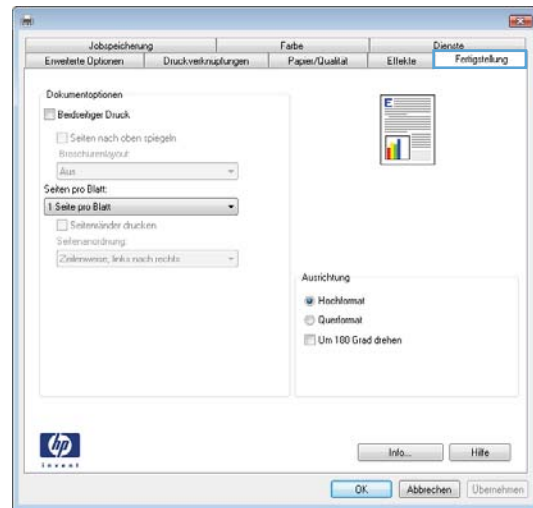 Jobspeicherung Farbe Dienste
Erweiterte Optionen Druckverknüpfungen Papier/Qualität Effekte Fertigstellung
Dokumentoptionen
Beidseitiger Druck
Seiten nach oben spiegeln
Broschürenlayout:
Aus
Seiten pro Blatt:
1 Seite pro Blatt
Seitenränder drucken
Seitenanordnung:
Zeilenweise, links nach rechts
E
Ausrichtung
Hochformat
Querformat
Um 180 Grad drehen
hp
invent
Info... Hilfe
OK Abbrechen Übernehmen